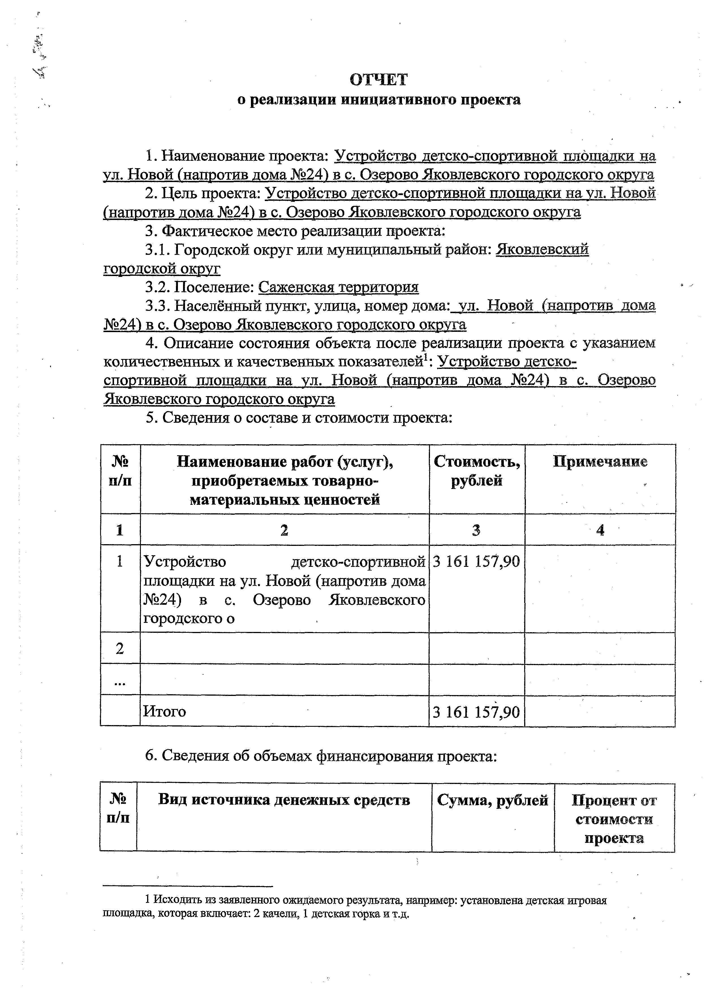 ОТЧЕТ
о реализации инициативного проекта
1. Наименование проекта: Устройство детско-спортивной площадки на
ул. Новой (напротив дома №24) в с. Озерово Яковлевского городского округа
2. Цель проекта: Устройство детско-спортивной площадки на ул. Новой
(напротив дома №24) в с. Озерово Яковлевского городского округа
3. Фактическое место реализации проекта:
3.1. Городской округ или муниципальный район: Яковлевский
городской округ
3.2. Поселение: Саженская территория
3.3. Населённый пункт, улица, номер дома: ул. Новой (напротив дома
№24) в с. Озерово Яковлевского городского округа
4. Описание состояния объекта после реализации проекта с указанием
количественных и качественных показателей¹: Устройство детско-
спортивной площадки на ул. Новой (напротив дома №24) в с. Озерово
Яковлевского городского округа
5. Сведения о составе и стоимости проекта:
№ Наименование работ (услуг), Стоимость, Примечание
п/п приобретаемых товарно- рублей
материальных ценностей
1 2 3 4
1 Устройство детско-спортивной 3 161 157,90
площадки на ул. Новой (напротив дома
№24) в с. Озерово Яковлевского
городского о
2
...
Итого 3 161 157,90
6. Сведения об объемах финансирования проекта:
№ Вид источника денежных средств Сумма, рублей Процент от
п/п стоимости
проекта
1 Исходить из заявленного ожидаемого результата, например: установлена детская игровая
площадка, которая включает: 2 качели, 1 детская горка и т.д.